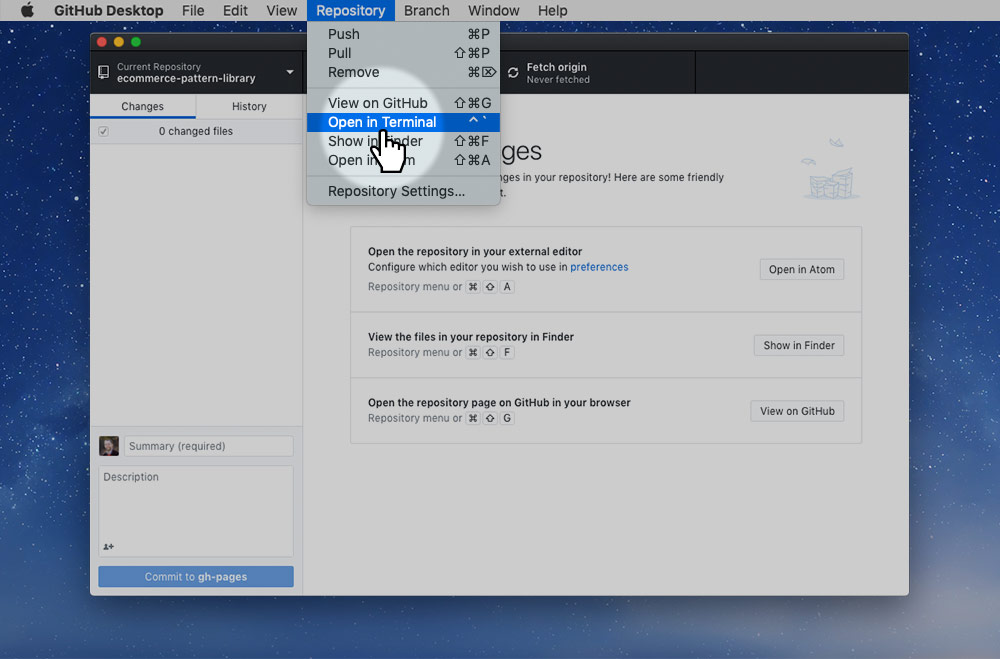 GitHub Desktop File Edit View Repository Branch Window Help
Push ⌘P
Pull ⇧⌘P
Remove ⌘⌦
View on GitHub ⇧⌘G
Open in Terminal ⌃`
Show in Finder ⇧⌘F
Open in ⇧⌘A
Repository Settings...
Current Repository
ecommerce-pattern-library
Fetch origin
Never fetched
Changes History
0 changed files
Summary (required)
Description
Commit to gh-pages
nges in your repository! Here are some friendly
Open the repository in your external editor
Configure which editor you wish to use in preferences
Repository menu or ⌘ ⇧ A
Open in Atom
View the files in your repository in Finder
Repository menu or ⌘ ⇧ F
Show in Finder
Open the repository page on GitHub in your browser
Repository menu or ⌘ ⇧ G
View on GitHub